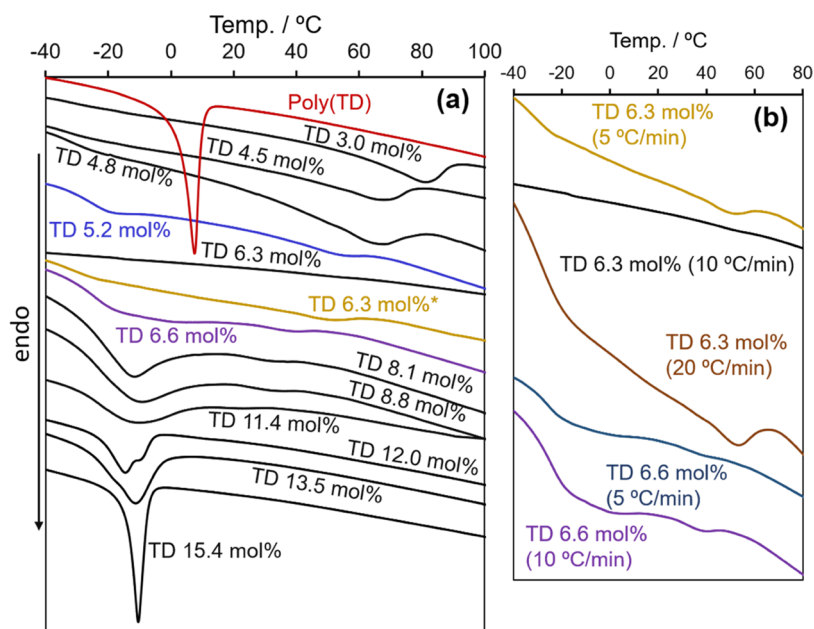 Temp. / ºC
-40 -20 0 20 40 60 80 100
(a)
Poly(TD)
TD 3.0 mol%
TD 4.5 mol%
TD 4.8 mol%
TD 5.2 mol%
TD 6.3 mol%
TD 6.3 mol%*
TD 6.6 mol%
TD 8.1 mol%
TD 8.8 mol%
TD 11.4 mol%
TD 12.0 mol%
TD 13.5 mol%
TD 15.4 mol%
endo
Temp. / ºC
-40 -20 0 20 40 60 80
(b)
TD 6.3 mol%
(5 ºC/min)
TD 6.3 mol% (10 ºC/min)
TD 6.3 mol%
(20 ºC/min)
TD 6.6 mol%
(5 ºC/min)
TD 6.6 mol%
(10 ºC/min)